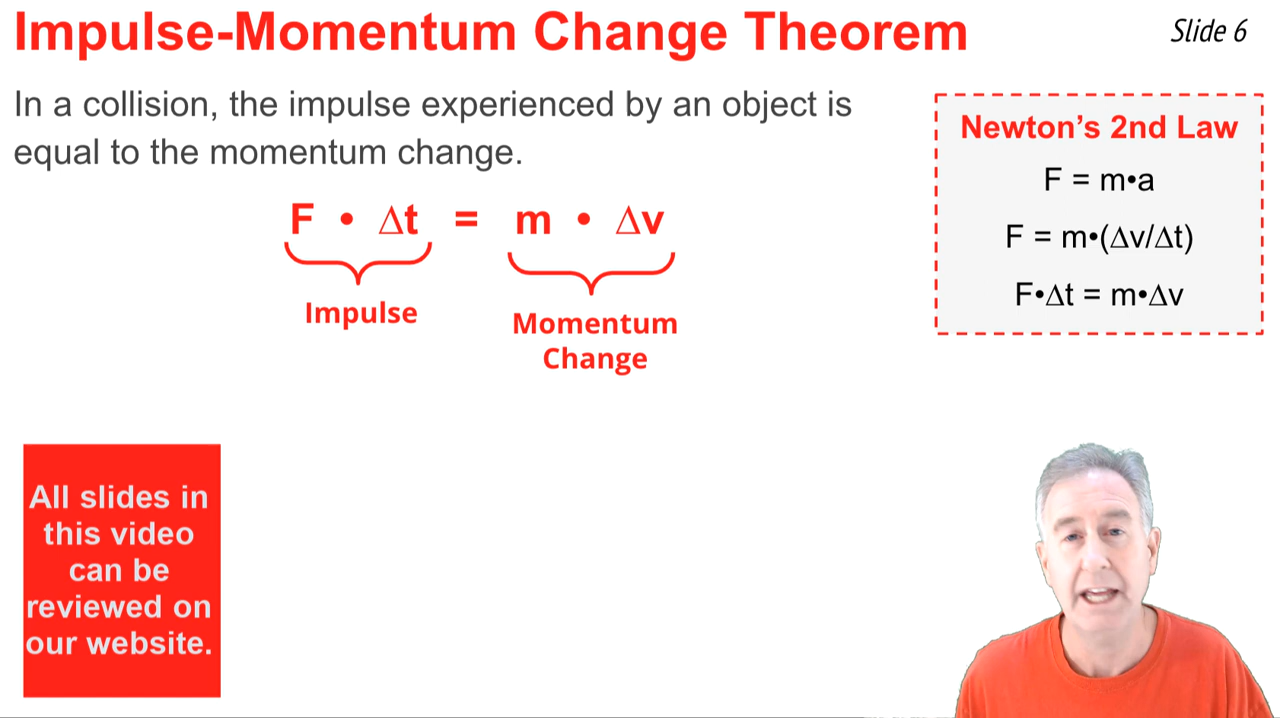 Impulse-Momentum Change Theorem
Slide 6
In a collision, the impulse experienced by an object is
equal to the momentum change.
F • Δt = m • Δv
Impulse
Momentum
Change
Newton’s 2nd Law
F = m•a
F = m•(Δv/Δt)
F•Δt = m•Δv
All slides in
this video
can be
reviewed on
our website.